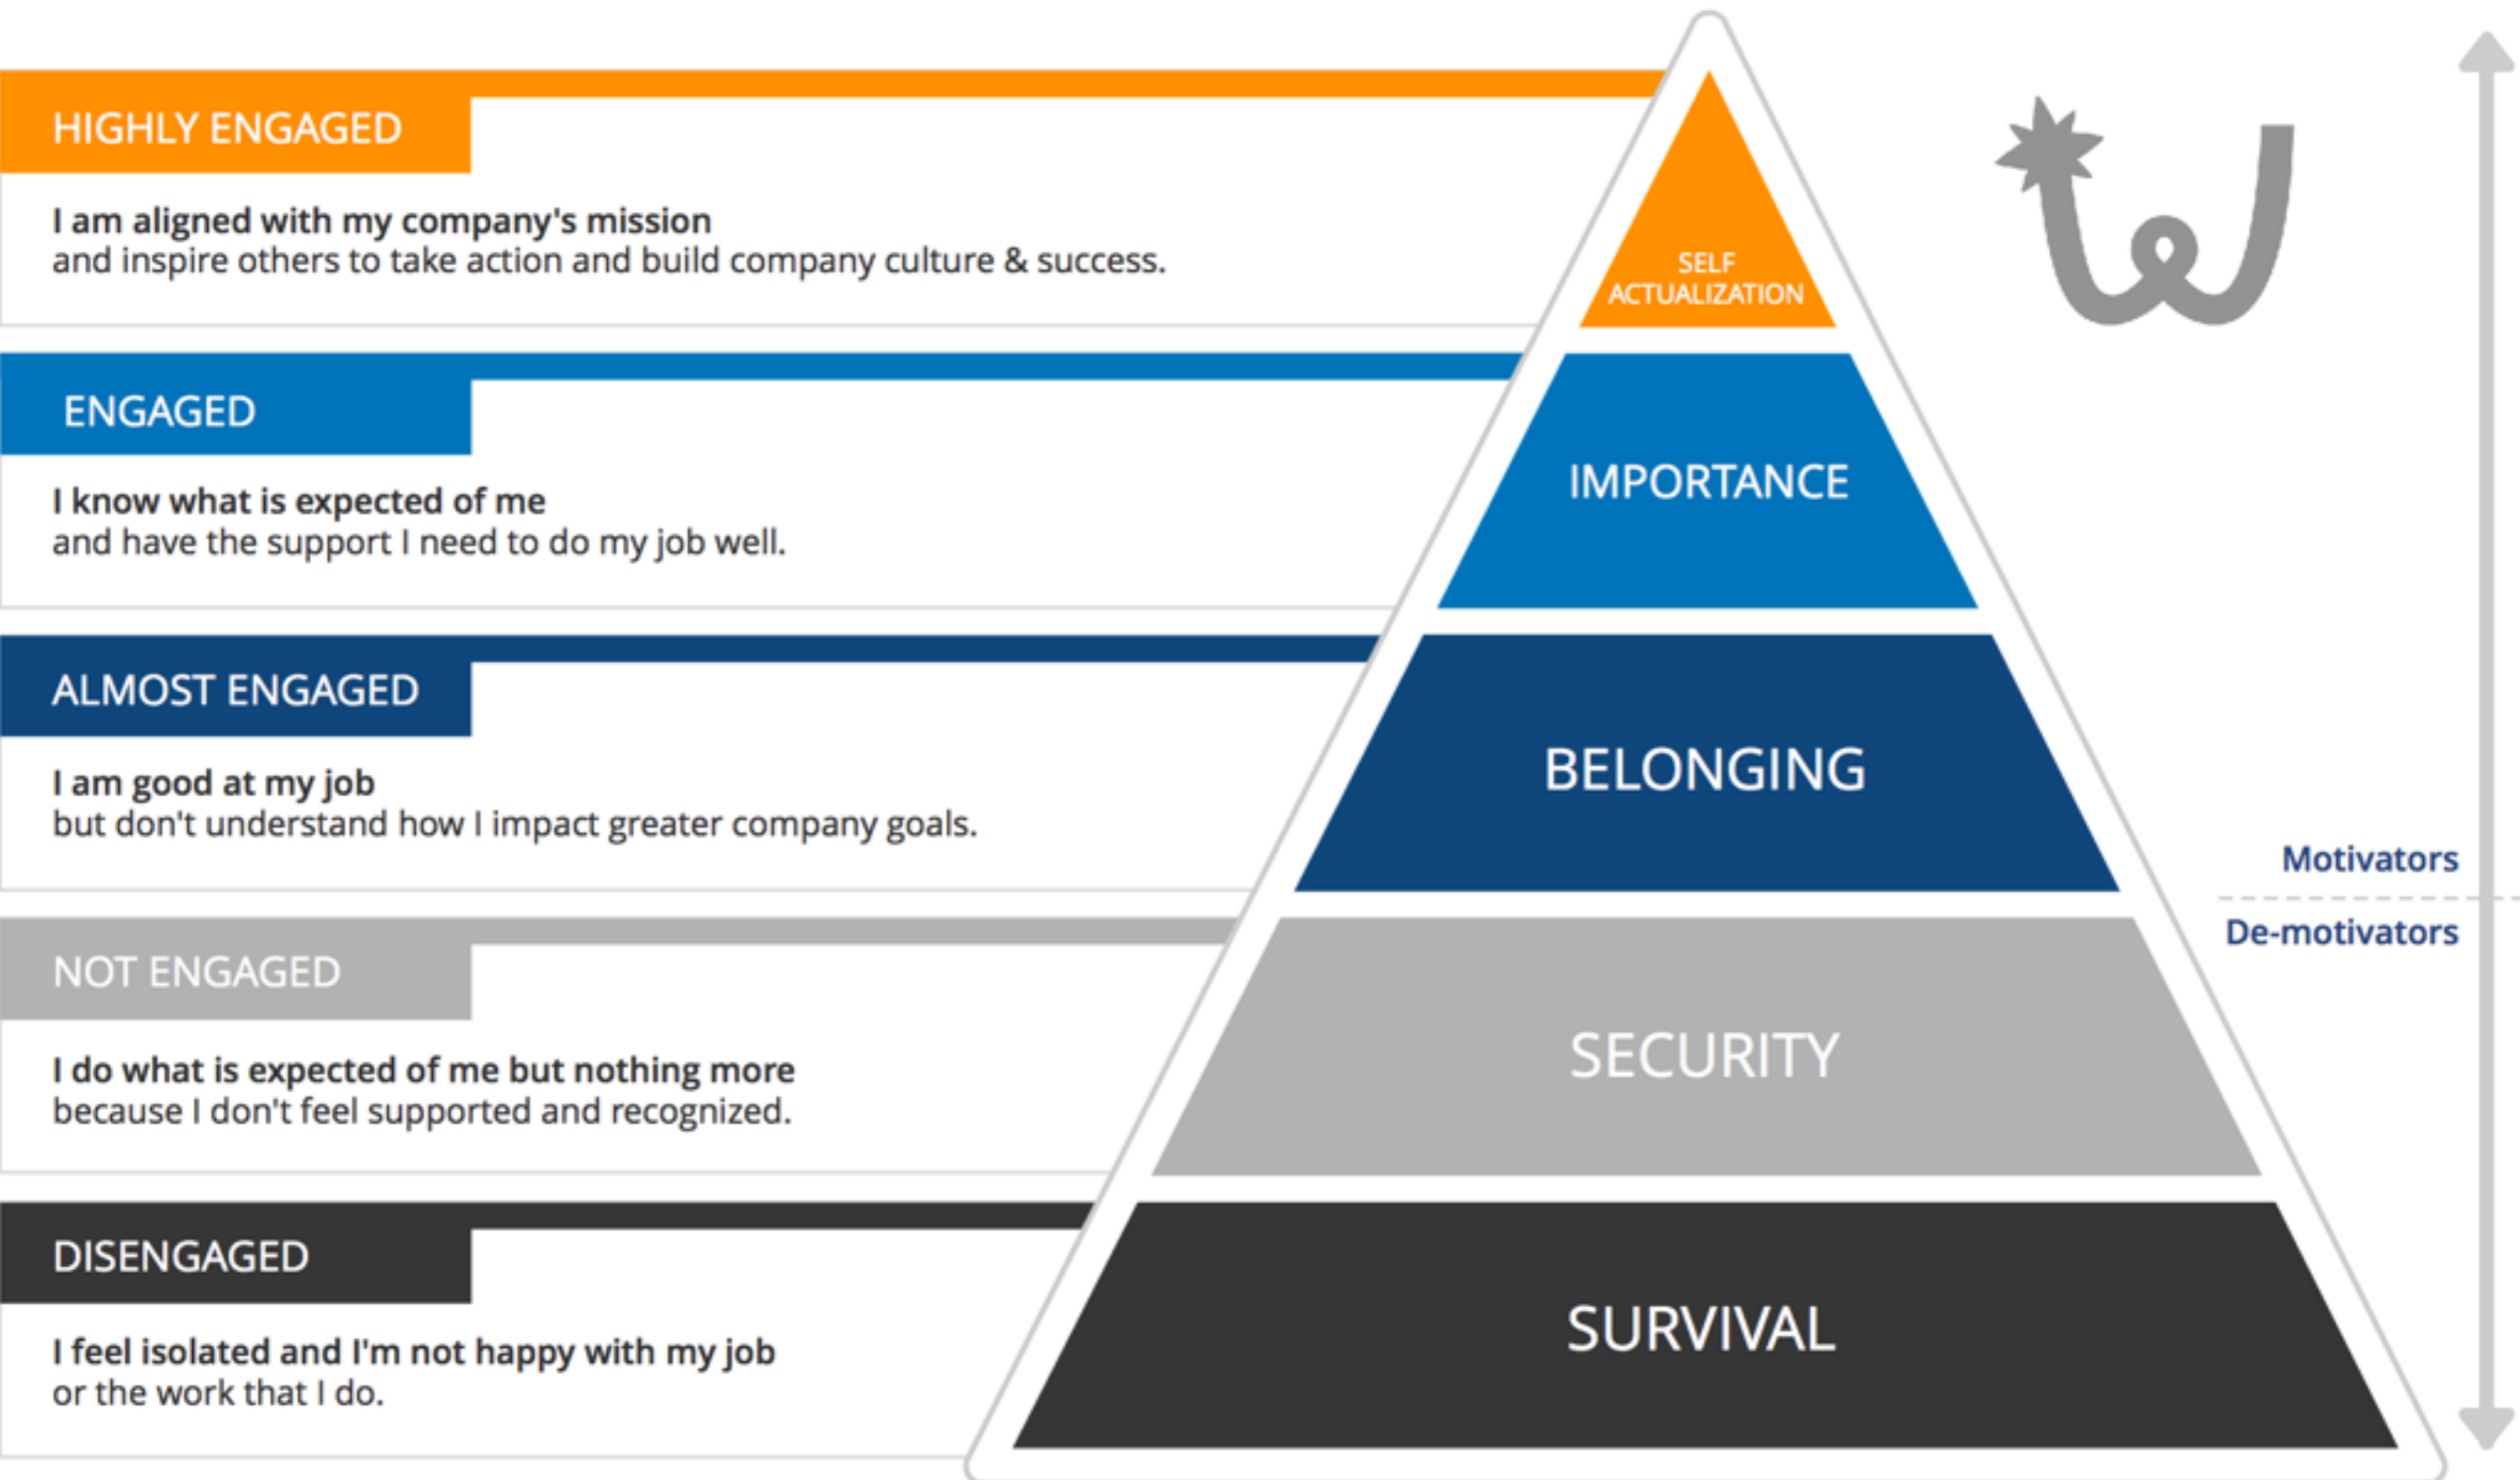 HIGHLY ENGAGED
I am aligned with my company's mission
and inspire others to take action and build company culture & success.
SELF
ACTUALIZATION
ENGAGED
I know what is expected of me
and have the support I need to do my job well.
IMPORTANCE
ALMOST ENGAGED
I am good at my job
but don't understand how I impact greater company goals.
BELONGING
Motivators
De-motivators
NOT ENGAGED
I do what is expected of me but nothing more
because I don't feel supported and recognized.
SECURITY
DISENGAGED
I feel isolated and I'm not happy with my job
or the work that I do.
SURVIVAL